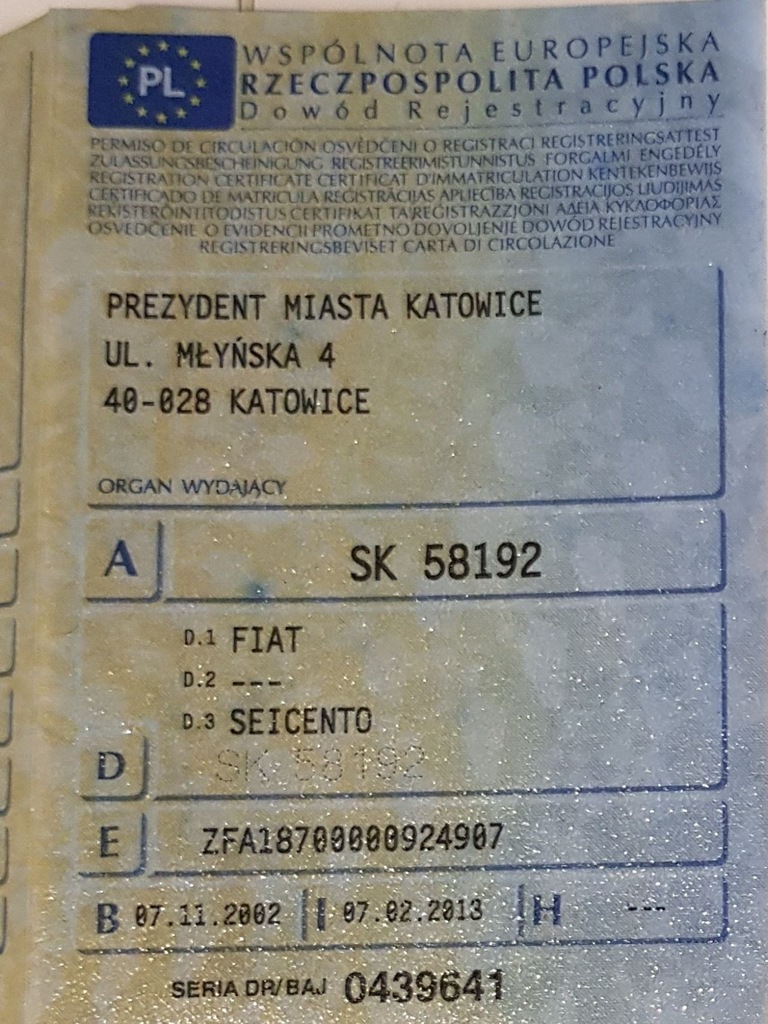 PL
WSPÓLNOTA EUROPEJSKA
RZECZPOSPOLITA POLSKA
Dowód Rejestracyjny
PERMISO DE CIRCULACIÓN OSVĚDČENI O REGISTRACI REGISTRERINGSATTEST
ZULASSUNGSBESCHEINIGUNG REGISTREERIMISTUNNISTUS FORGALMI ENGEDÉLY
REGISTRATION CERTIFICATE CERTIFICAT D'IMMATRICULATION KENTEKENBEWIJS
CERTIFICADO DE MATRICULA REĢISTRĀCIJAS APLIECĪBA REGISTRACIJOS LIUDIJIMAS
REKISTERÖINTITODISTUS CERTIFIKAT TA'REGISTRAZZJONI ΑΔΕΙΑ ΚΥΚΛΟΦΟΡΙΑΣ
OSVEDČENIE O EVIDENCII PROMETNO DOVOLJENJE DOWÓD REJESTRACYJNY
REGISTRERINGSBEVISET CARTA DI CIRCOLAZIONE
PREZYDENT MIASTA KATOWICE
UL. MŁYŃSKA 4
40-028 KATOWICE
ORGAN WYDAJĄCY
A SK 58192
D.1 FIAT
D.2 ---
D.3 SEICENTO
D SK 58192
E ZFA18700000924907
B 07.11.2002 I 07.02.2013 H ---
SERIA DR/BAJ 0439641